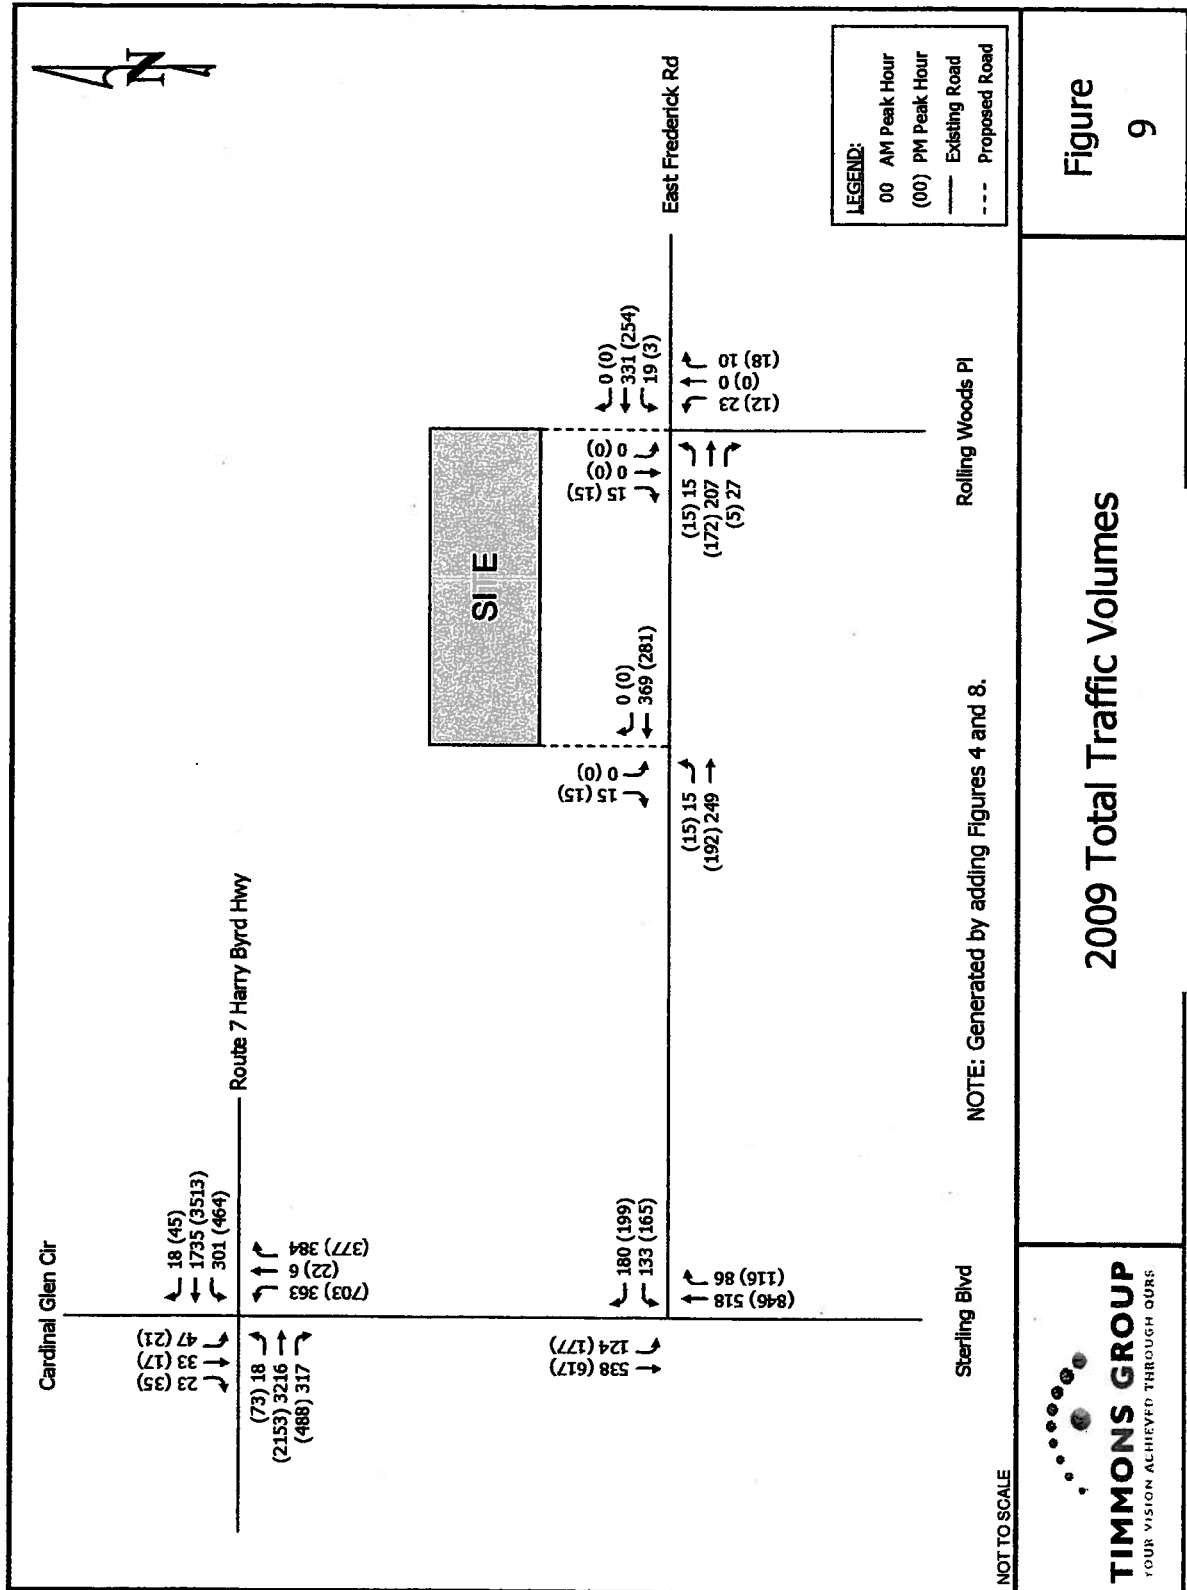 N
Cardinal Glen Cir
23 (35)
33 (17)
47 (21)
18 (45)
1735 (3513)
301 (464)
Route 7 Harry Byrd Hwy
(73) 18
(2153) 3216
(488) 317
(703) 363
(22) 6
(377) 384
SITE
15 (15)
0 (0)
0 (0)
369 (281)
15 (15)
0 (0)
0 (0)
0 (0)
331 (254)
19 (3)
East Frederick Rd
538 (617)
124 (177)
180 (199)
133 (165)
(846) 518
(116) 86
(15) 15
(192) 249
(15) 15
(172) 207
(5) 27
(12) 23
(0) 0
(18) 10
LEGEND:
00 AM Peak Hour
(00) PM Peak Hour
Existing Road
Proposed Road
Sterling Blvd
Rolling Woods Pl
NOTE: Generated by adding Figures 4 and 8.
NOT TO SCALE
TIMMONS GROUP
YOUR VISION ACHIEVED THROUGH OURS
2009 Total Traffic Volumes
Figure
9